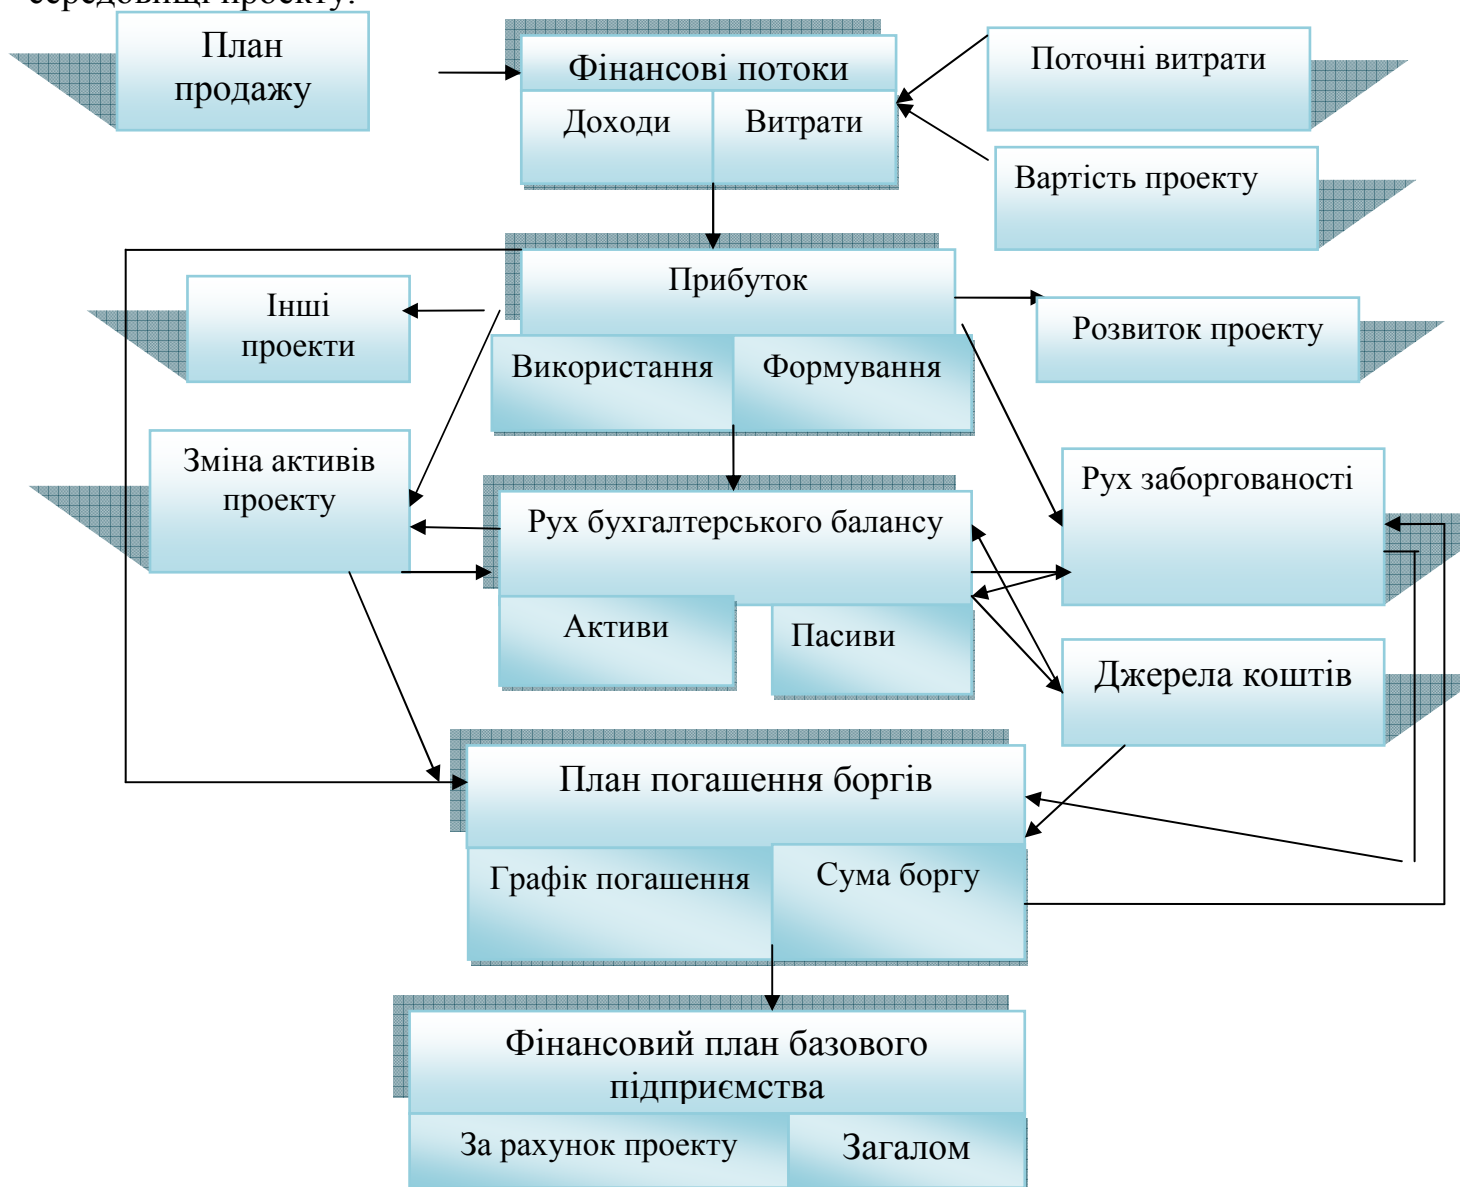 середовищі проекту.
План
продажу
Фінансові потоки
Доходи
Витрати
Поточні витрати
Вартість проекту
Прибуток
Використання
Формування
Інші
проекти
Розвиток проекту
Зміна активів
проекту
Рух бухгалтерського балансу
Активи
Пасиви
Рух заборгованості
Джерела коштів
План погашення боргів
Графік погашення
Сума боргу
Фінансовий план базового
підприємства
За рахунок проекту
Загалом